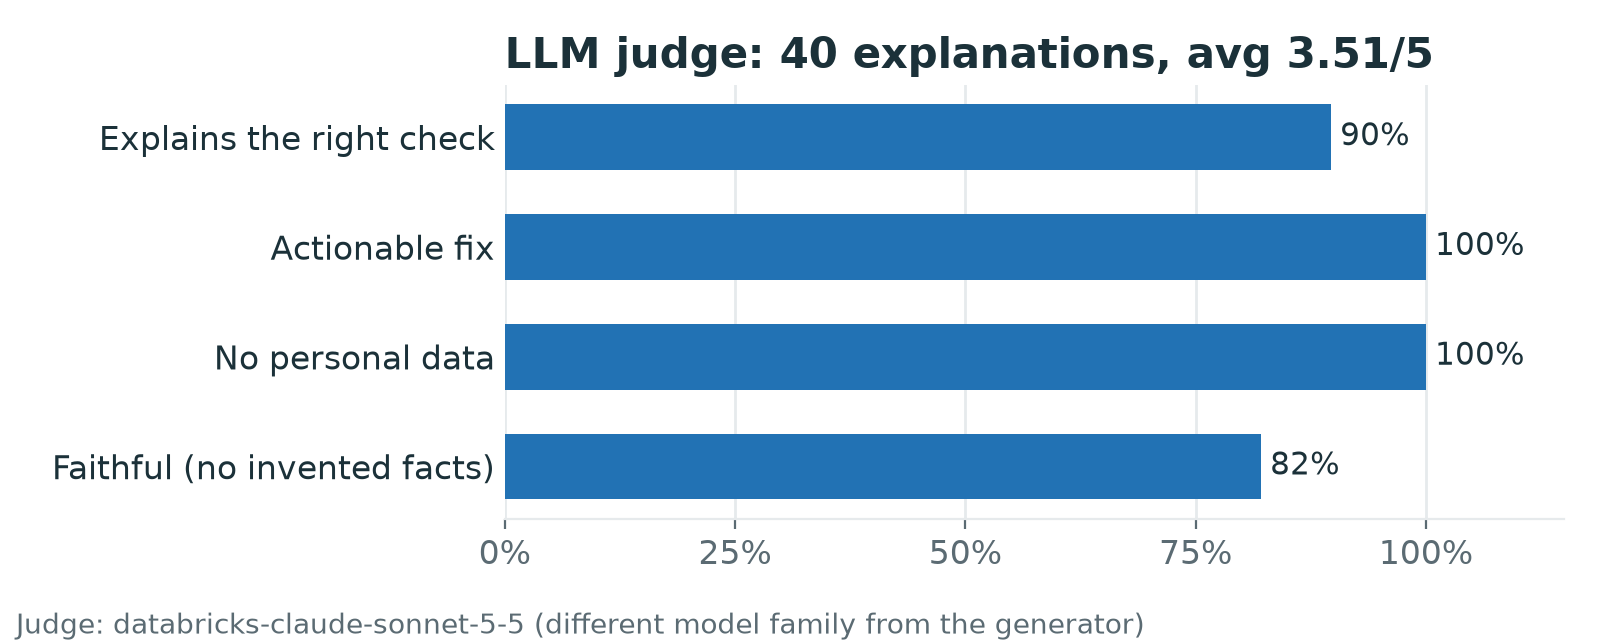 LLM judge: 40 explanations, avg 3.51/5
Explains the right check 90%
Actionable fix 100%
No personal data 100%
Faithful (no invented facts) 82%
0% 25% 50% 75% 100%
Judge: databricks-claude-sonnet-5-5 (different model family from the generator)